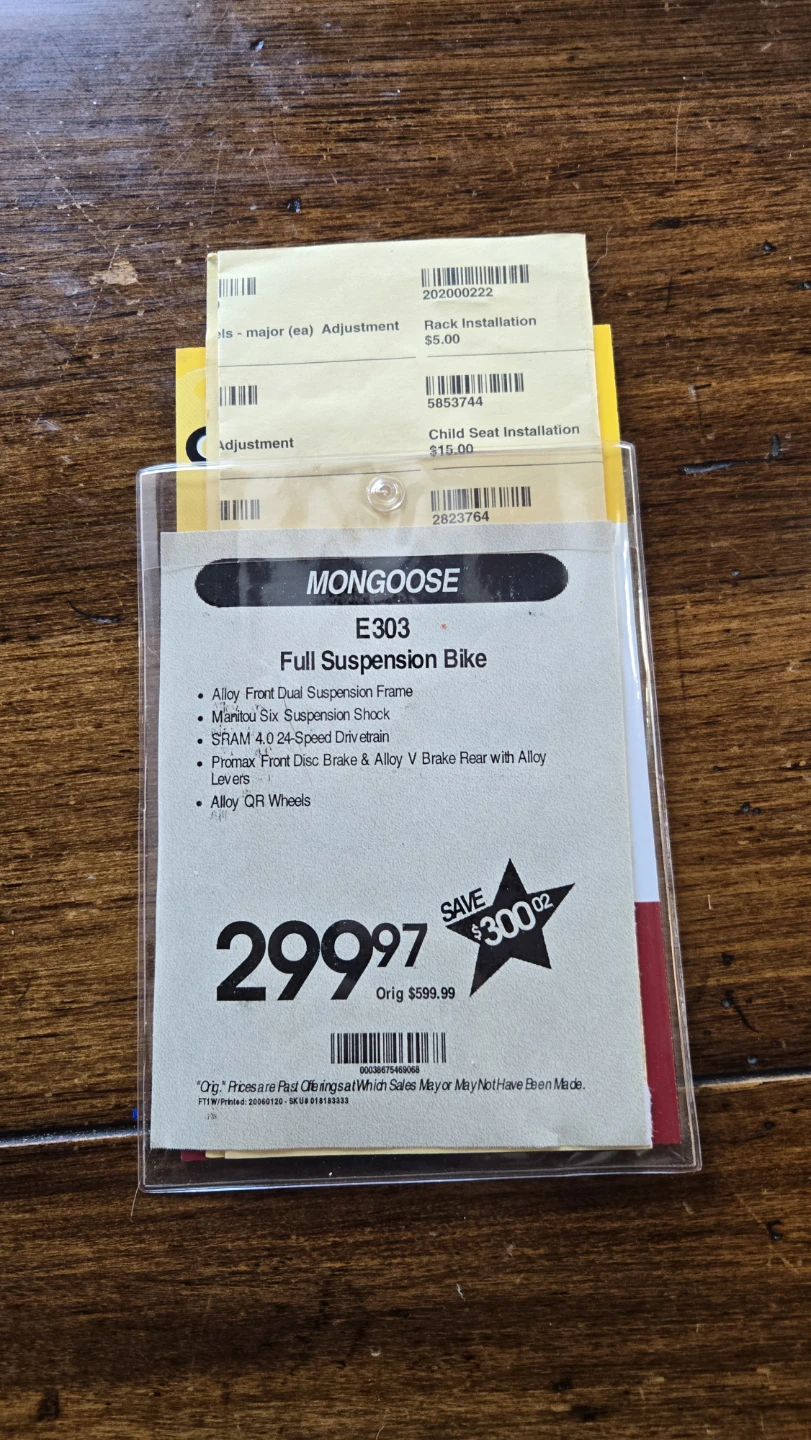 202000222
els - major (ea) Adjustment
Rack Installation
$5.00
5853744
Adjustment
Child Seat Installation
$15.00
2823764
MONGOOSE
E303
Full Suspension Bike
• Alloy Front Dual Suspension Frame
• Manitou Six Suspension Shock
• SRAM 4.0 24-Speed Drivetrain
• Promax Front Disc Brake & Alloy V Brake Rear with Alloy
Levers
• Alloy QR Wheels
SAVE
$300.02
299 97
Orig $599.99
00038675469068
"Orig." Prices are Past Offerings at Which Sales May or May Not Have Been Made.
FT1W/Printed: 20060120 - SKU# 018183333